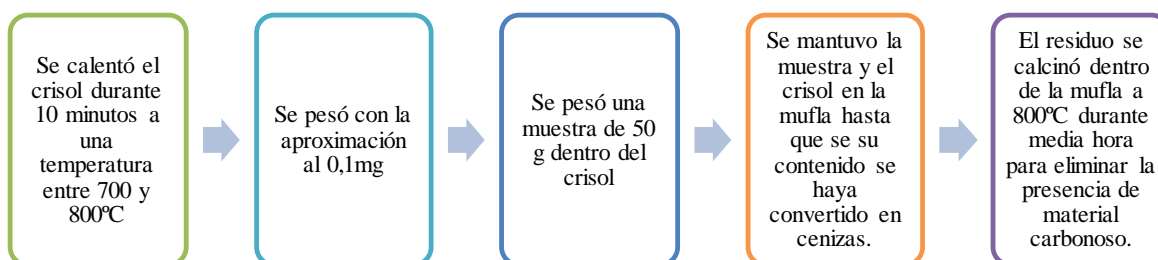 Se calentó el
crisol durante
10 minutos a
una
temperatura
entre 700 y
800ºC
Se pesó con la
aproximación
al 0,1mg
Se pesó una
muestra de 50
g dentro del
crisol
Se mantuvo la
muestra y el
crisol en la
mufla hasta
que se su
contenido se
haya
convertido en
cenizas.
El residuo se
calcinó dentro
de la mufla a
800ºC durante
media hora
para eliminar la
presencia de
material
carbonoso.